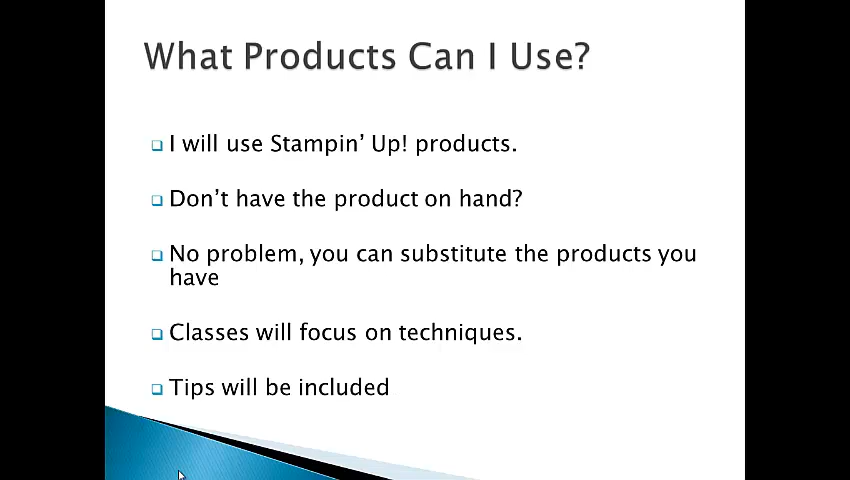 What Products Can I Use?
I will use Stampin’ Up! products.
Don’t have the product on hand?
No problem, you can substitute the products you
have
Classes will focus on techniques.
Tips will be included